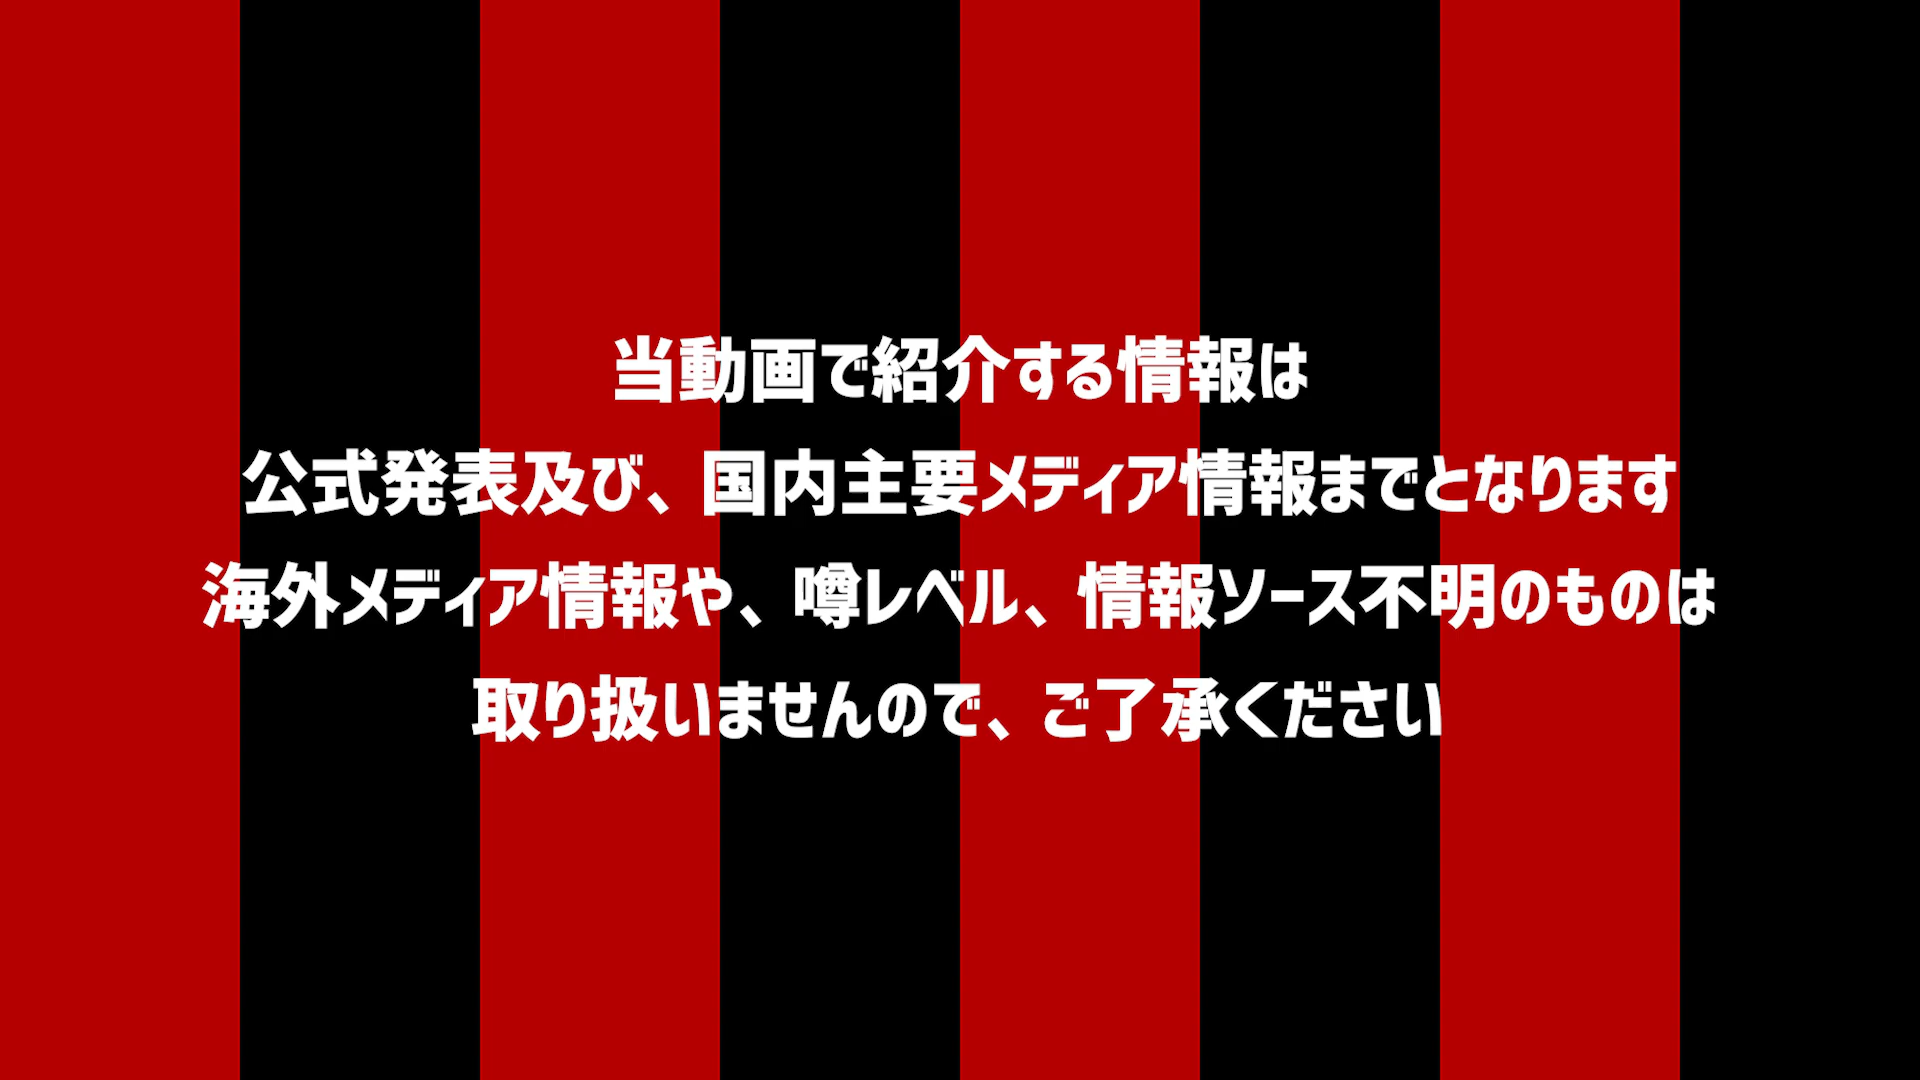 当動画で紹介する情報は
公式発表及び、国内主要メディア情報までとなります
海外メディア情報や、噂レベル、情報ソース不明のものは
取り扱いませんので、ご了承ください